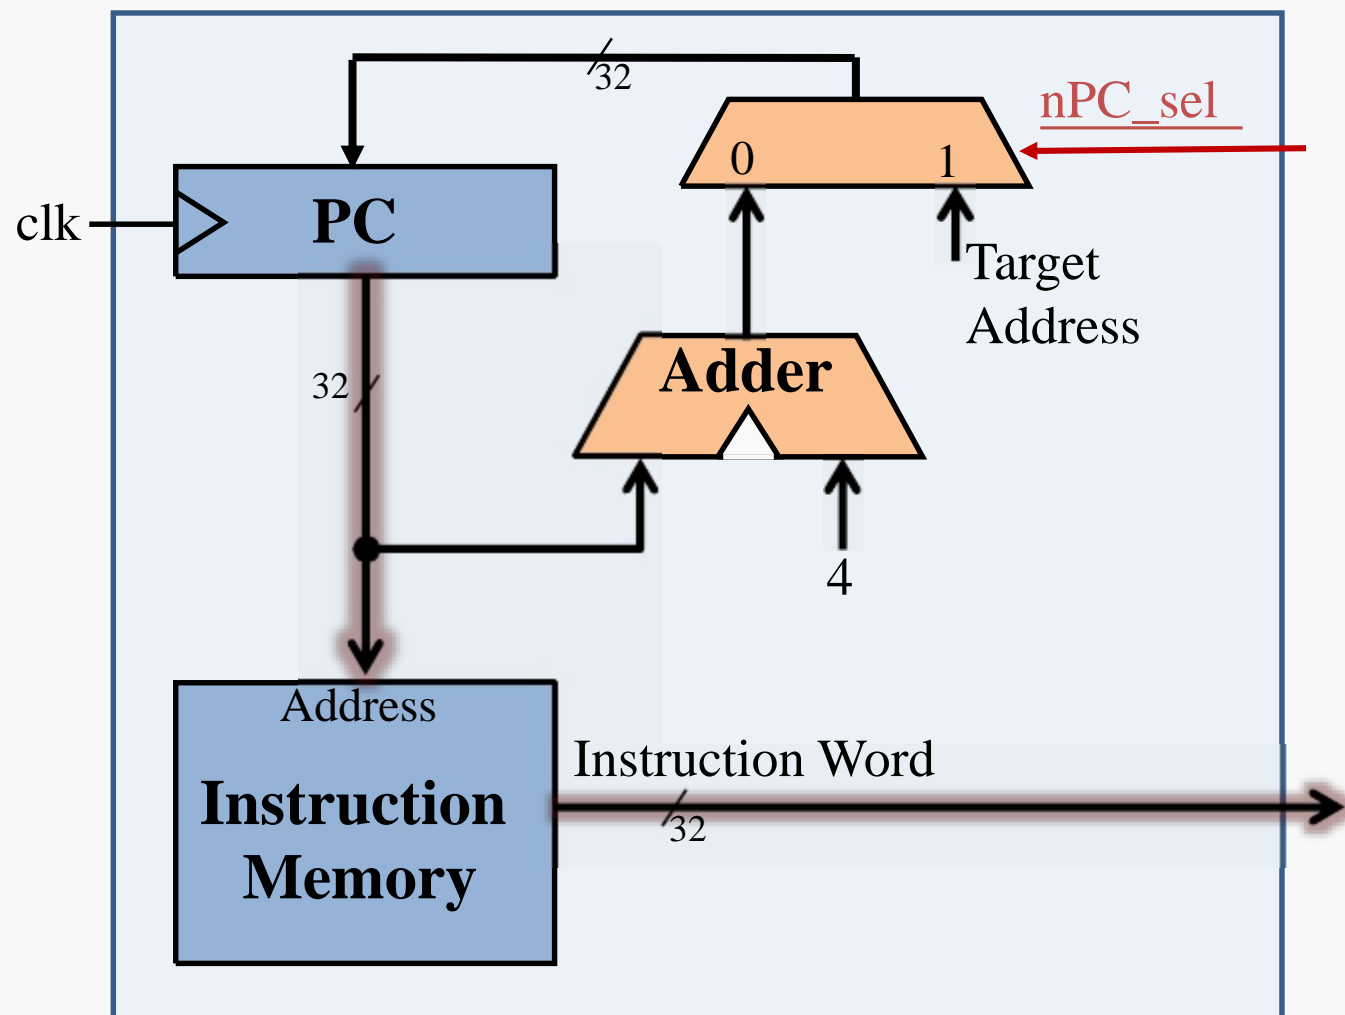 32
nPC_sel
0
1
clk
PC
Target
Address
Adder
32
4
Address
Instruction Word
Instruction
Memory
32